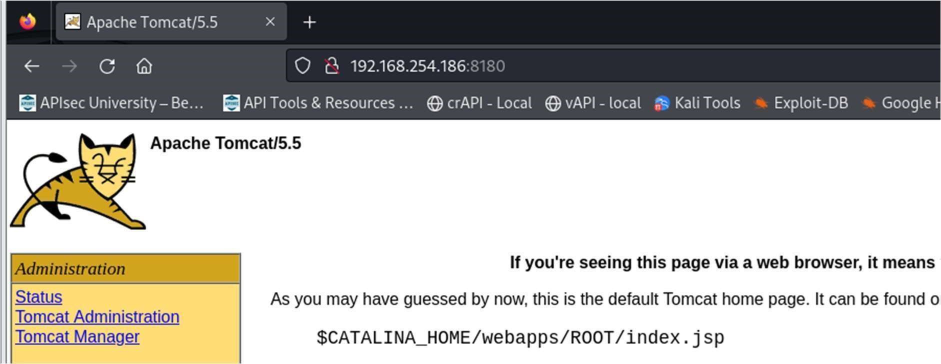 Apache Tomcat/5.5
192.168.254.186:8180
APIsec University – Be... API Tools & Resources ... crAPI - Local vAPI - local Kali Tools Exploit-DB Google
Apache Tomcat/5.5
Administration
Status
Tomcat Administration
Tomcat Manager
If you're seeing this page via a web browser, it means
As you may have guessed by now, this is the default Tomcat home page. It can be found
$CATALINA_HOME/webapps/ROOT/index.jsp